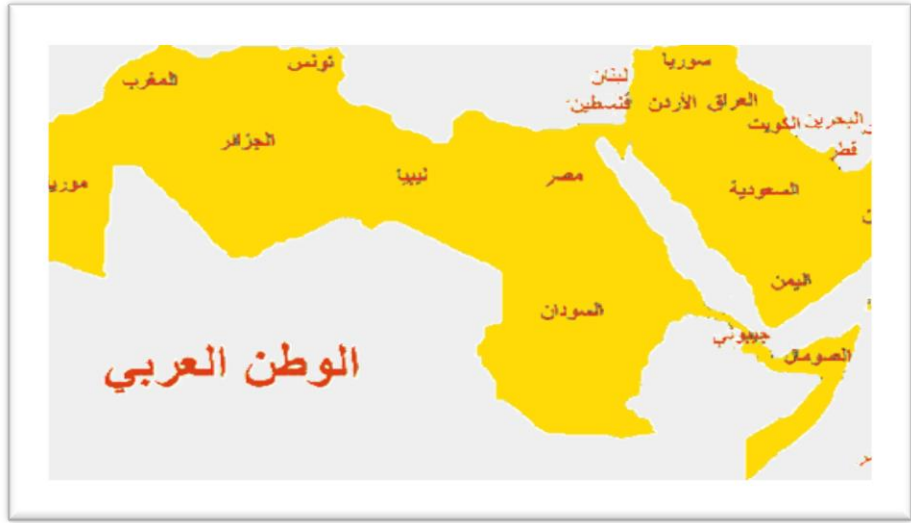 سوريا
تونس
لبنان
المغرب
العراق
الأردن
فلسطين
البحرين
الكويت
الجزائر
قطر
مصر
ليبيا
موري
السعودية
اليمن
السودان
جيبوتي
الصومال
الوطن العربي